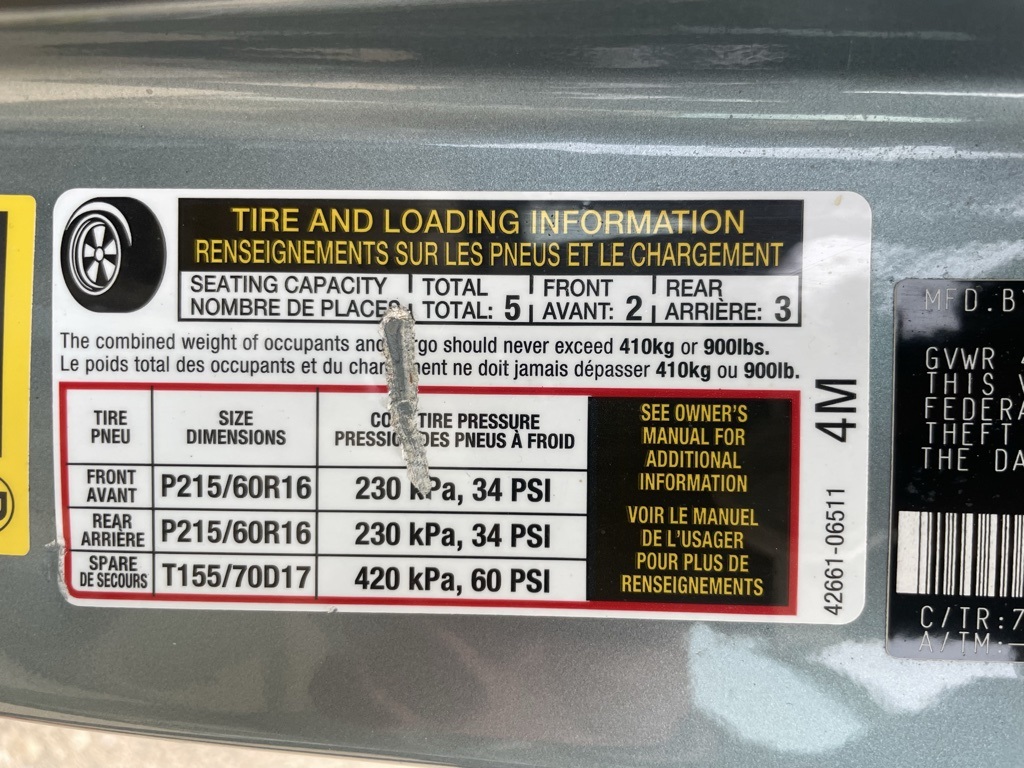 TIRE AND LOADING INFORMATION
RENSEIGNEMENTS SUR LES PNEUS ET LE CHARGEMENT
SEATING CAPACITY TOTAL FRONT REAR
NOMBRE DE PLACES TOTAL: 5 AVANT: 2 ARRIÈRE: 3
The combined weight of occupants and go should never exceed 410kg or 900lbs.
Le poids total des occupants et du char ent ne doit jamais dépasser 410kg ou 900lb.
TIRE
PNEU
SIZE
DIMENSIONS
CO TIRE PRESSURE
PRESSIO DES PNEUS À FROID
FRONT
AVANT
P215/60R16
230 kPa, 34 PSI
REAR
ARRIÈRE
P215/60R16
230 kPa, 34 PSI
SPARE
DE SECOURS
T155/70D17
420 kPa, 60 PSI
SEE OWNER'S
MANUAL FOR
ADDITIONAL
INFORMATION
VOIR LE MANUEL
DE L'USAGER
POUR PLUS DE
RENSEIGNEMENTS
4M
42661-06511
MFD.B
GVWR
THIS
FEDERA
THEFT
THE DA
C/TR:7
A/TM: